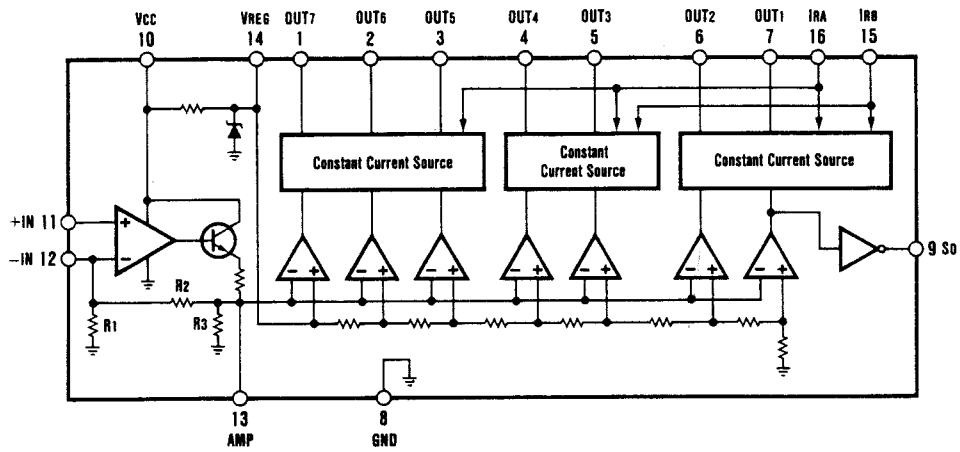 VCC VREG OUT7 OUT6 OUT5 OUT4 OUT3 OUT2 OUT1 IRA IRB
10 14 1 2 3 4 5 6 7 16 15
Constant Current Source
Constant
Current Source
Constant Current Source
+IN 11
−IN 12
+
−
− + − + − + − + − + − + − +
9 SO
R2
R1
R3
13
AMP
8
GND